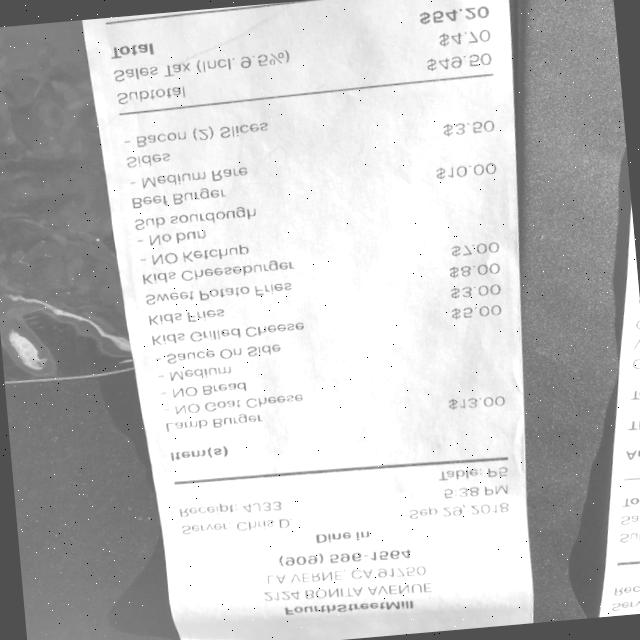 FourthStreetMill
2124 BONITA AVENUE
LA VERNE, CA 91750
(909) 596-1564
Dine In
Server: Chris D. Sep 29, 2018
Receipt: 4J33 5:38 PM
Table: P5
Item(s)
Lamb Burger $13.00
- NO Goat Cheese
- NO Bread
- Medium
- Sauce On Side
Kids Grilled Cheese $5.00
Kids Fries $3.00
Sweet Potato Fries $8.00
Kids Cheeseburger $7.00
- NO Ketchup
- No bun
Sub sourdough
Beef Burger $10.00
- Medium Rare
Sides
- Bacon (2) Slices $3.50
Subtotal $49.50
Sales Tax (Incl. 9.5%) $4.70
Total $54.20